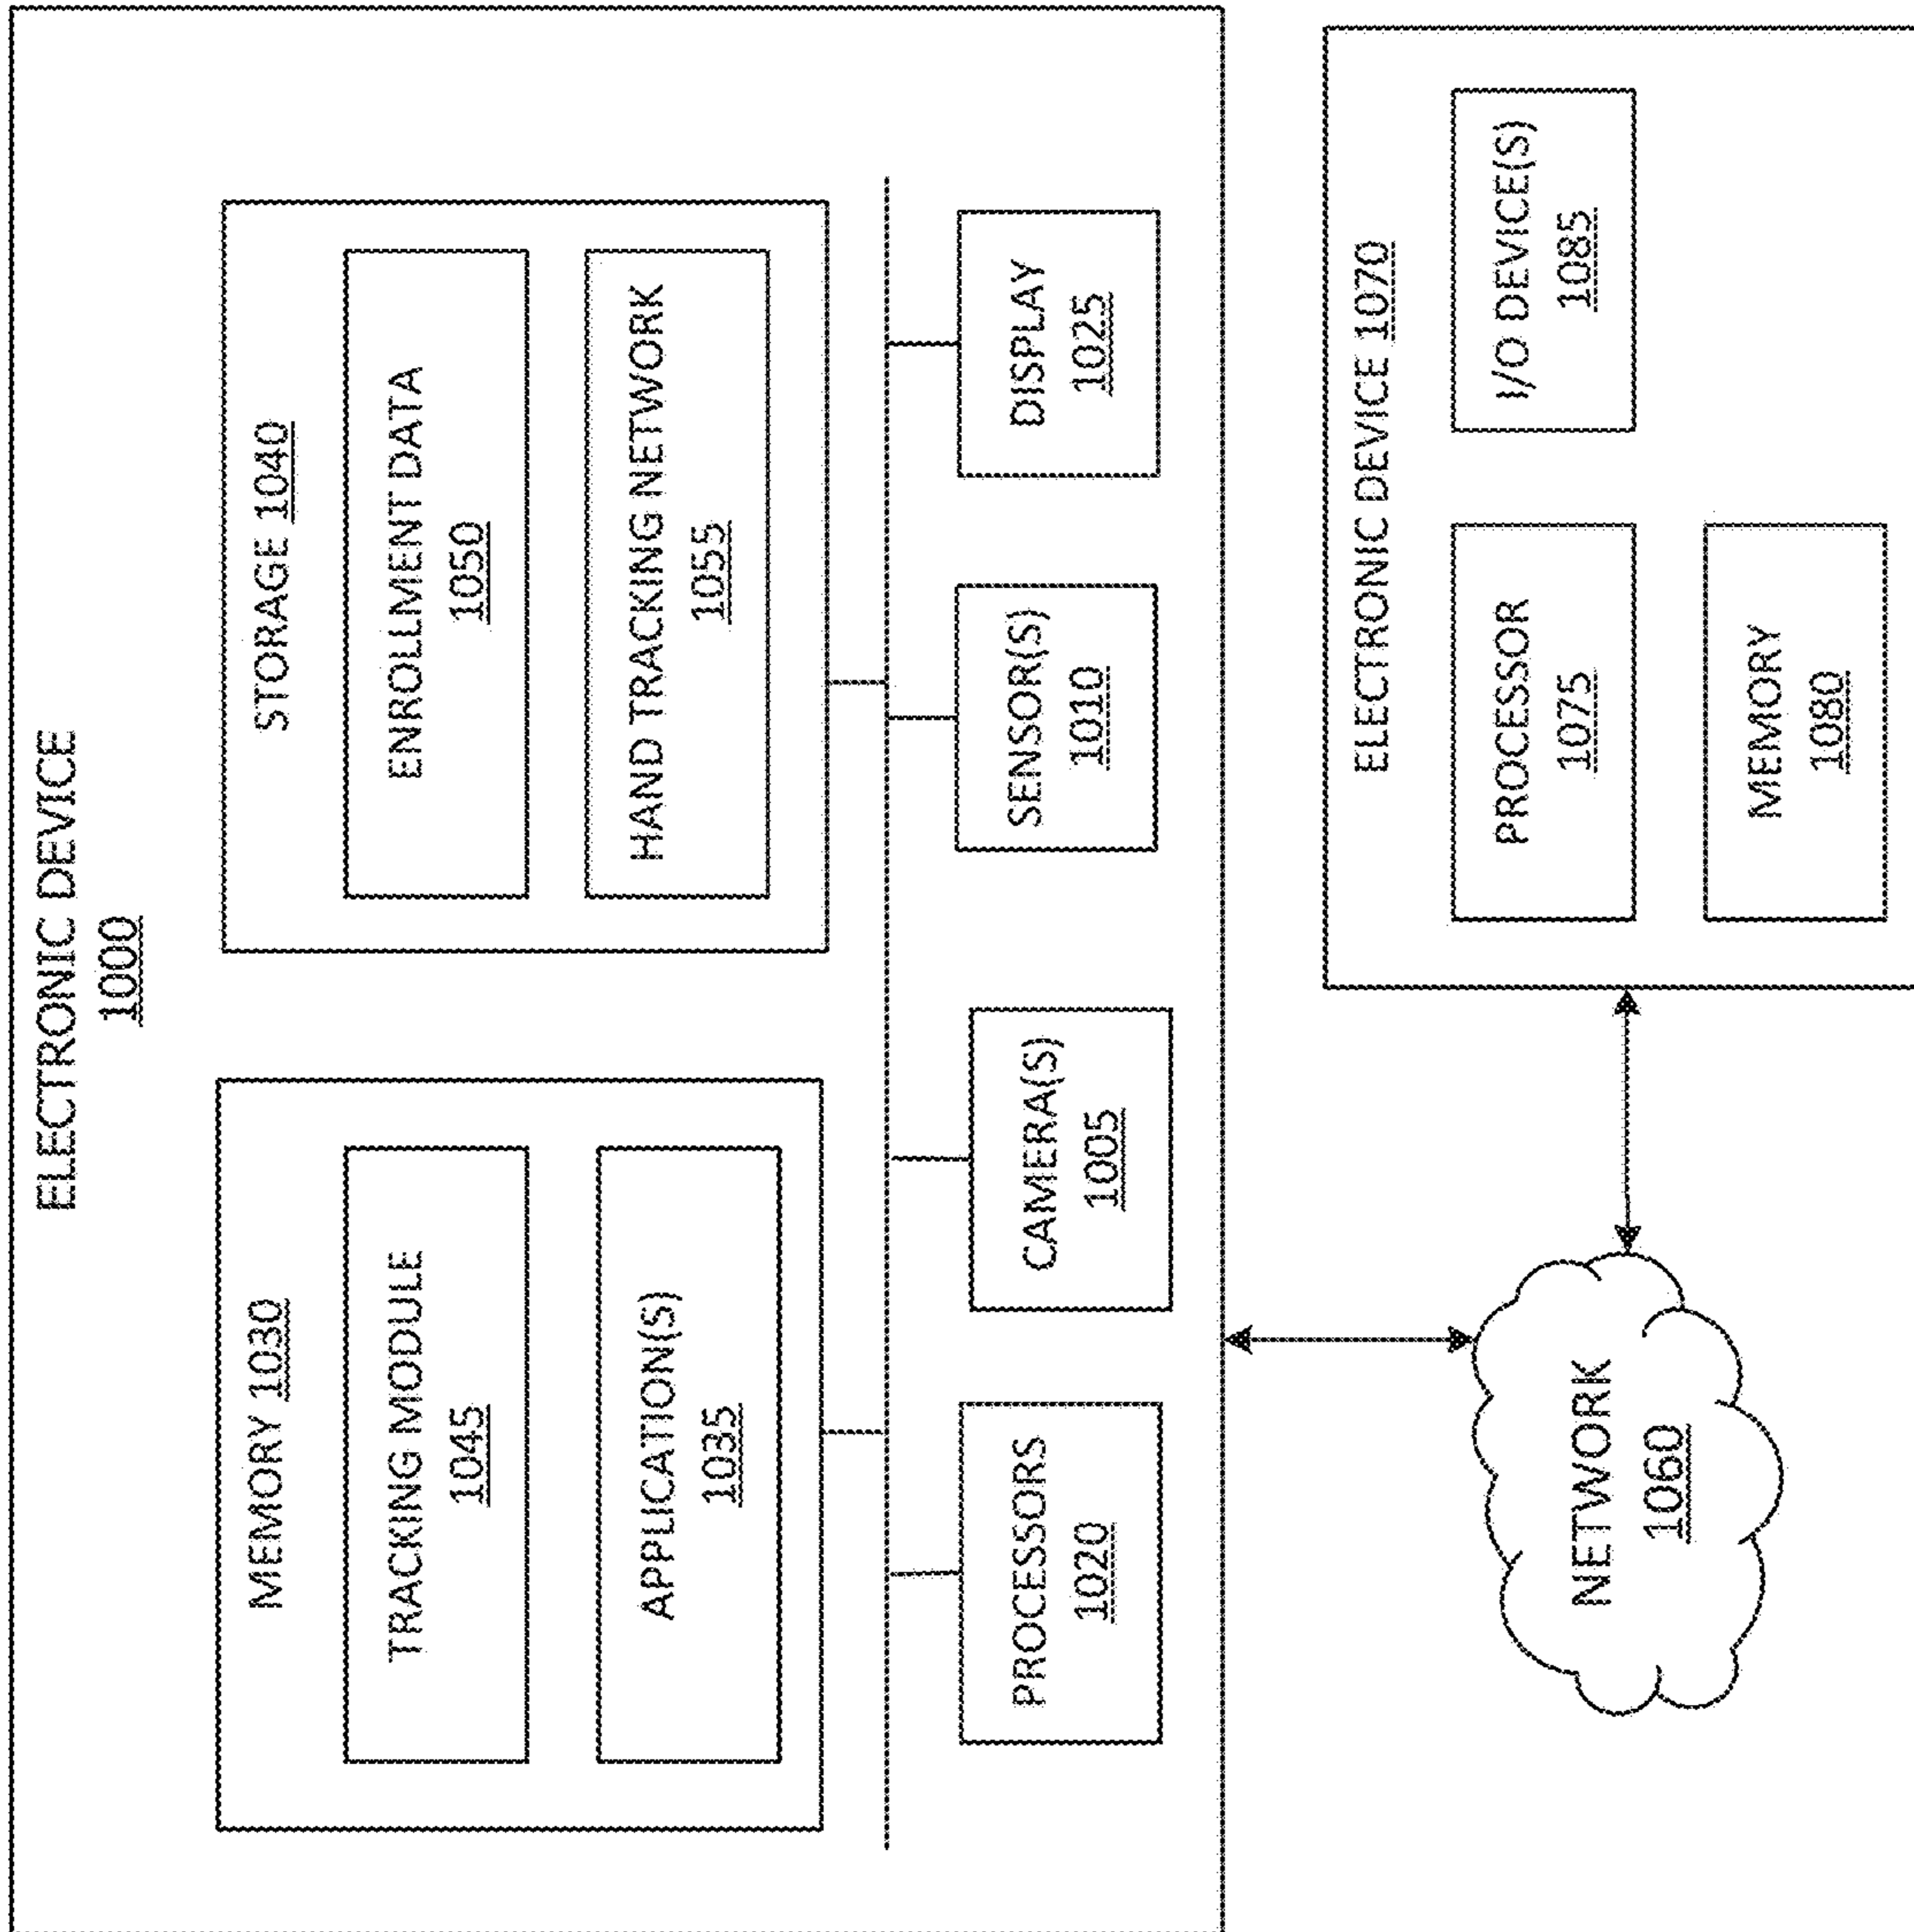 ELECTRONIC DEVICE
1000
MEMORY 1030
TRACKING MODULE
1045
APPLICATION(S)
1035
STORAGE 1040
ENROLLMENT DATA
1050
HAND TRACKING NETWORK
1055
PROCESSORS
1020
CAMERA(S)
1005
SENSOR(S)
1010
DISPLAY
1025
NETWORK
1060
ELECTRONIC DEVICE 1070
PROCESSOR
1075
I/O DEVICE(S)
1085
MEMORY
1080